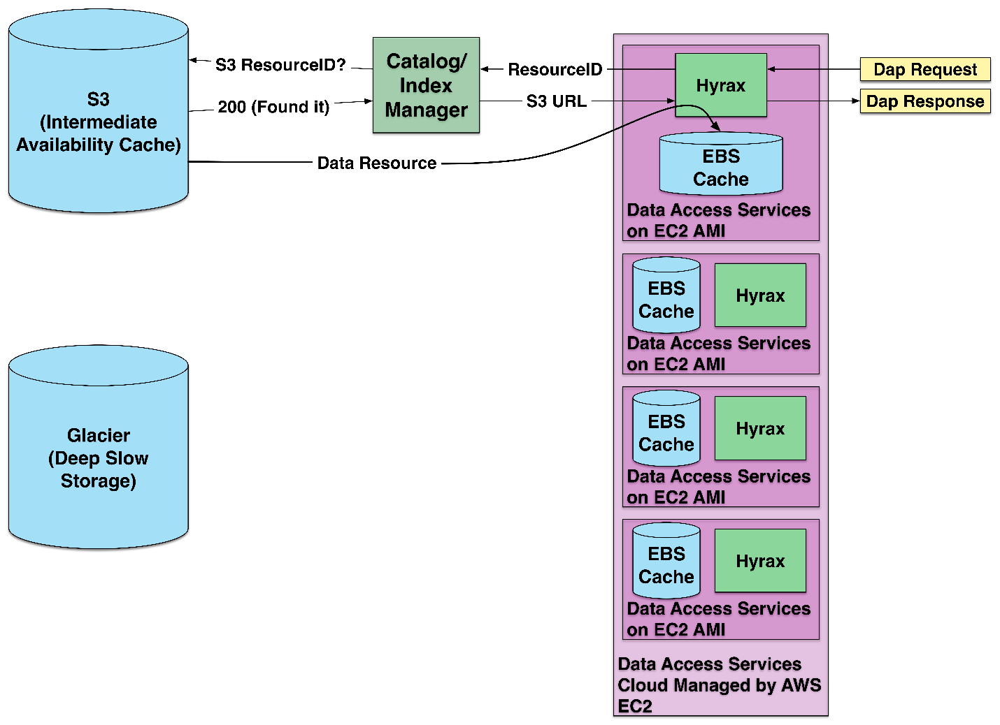 S3
(Intermediate
Availability Cache)
S3 ResourceID?
200 (Found it)
Data Resource
Catalog/
Index
Manager
ResourceID
S3 URL
Hyrax
Dap Request
Dap Response
EBS
Cache
Data Access Services
on EC2 AMI
EBS
Cache
Hyrax
Data Access Services
on EC2 AMI
Glacier
(Deep Slow
Storage)
EBS
Cache
Hyrax
Data Access Services
on EC2 AMI
EBS
Cache
Hyrax
Data Access Services
on EC2 AMI
Data Access Services
Cloud Managed by AWS
EC2